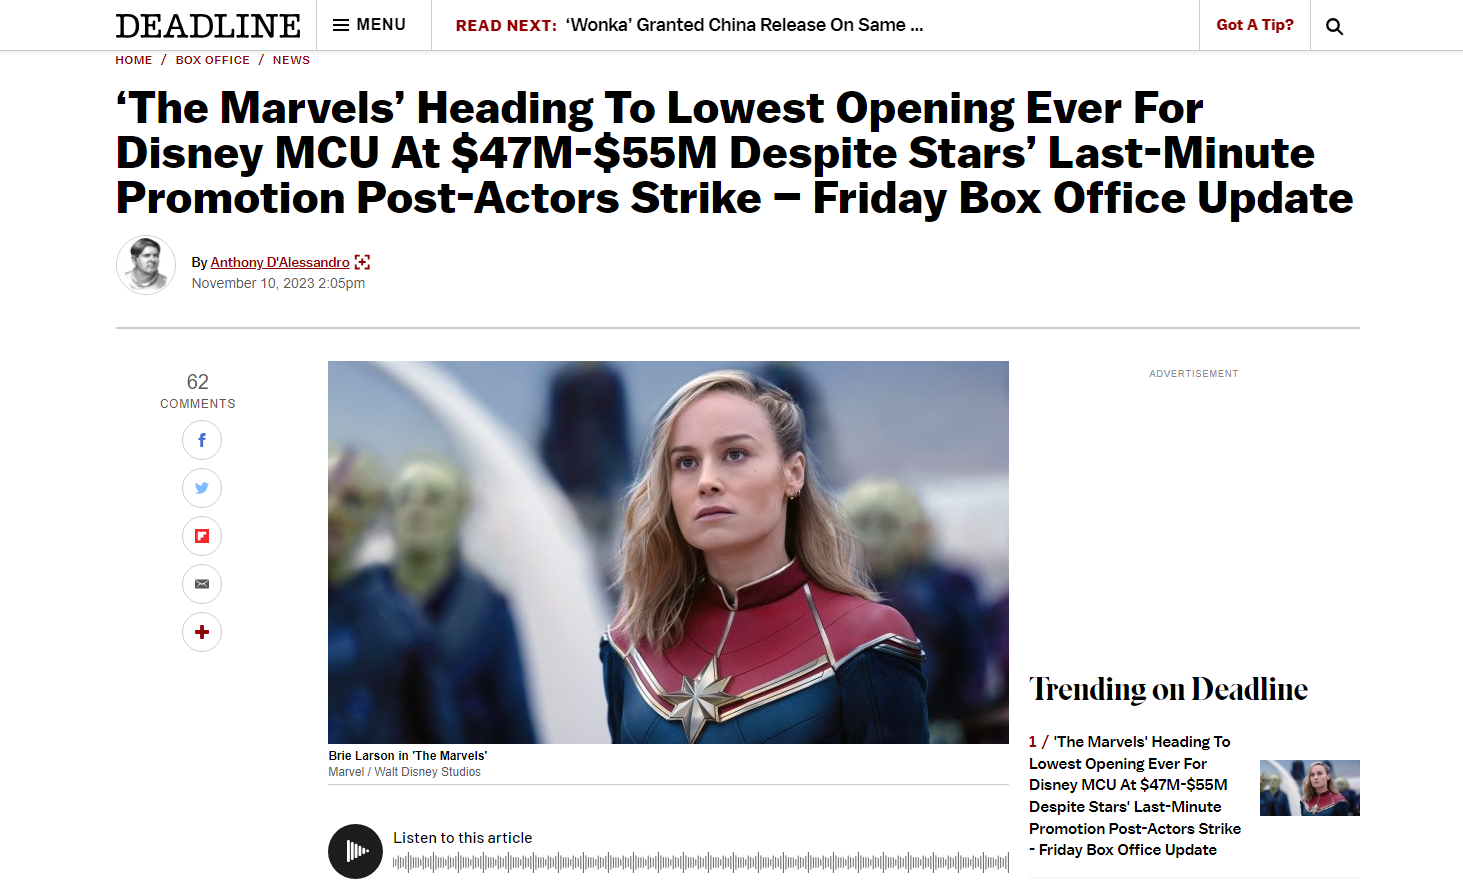 DEADLINE
MENU
READ NEXT: ‘Wonka’ Granted China Release On Same ...
Got A Tip?
HOME / BOX OFFICE / NEWS
‘The Marvels’ Heading To Lowest Opening Ever For
Disney MCU At $47M-$55M Despite Stars’ Last-Minute
Promotion Post-Actors Strike – Friday Box Office Update
By Anthony D'Alessandro
November 10, 2023 2:05pm
62
COMMENTS
Brie Larson in 'The Marvels'
Marvel / Walt Disney Studios
Listen to this article
ADVERTISEMENT
Trending on Deadline
1 / 'The Marvels' Heading To
Lowest Opening Ever For
Disney MCU At $47M-$55M
Despite Stars' Last-Minute
Promotion Post-Actors Strike
- Friday Box Office Update